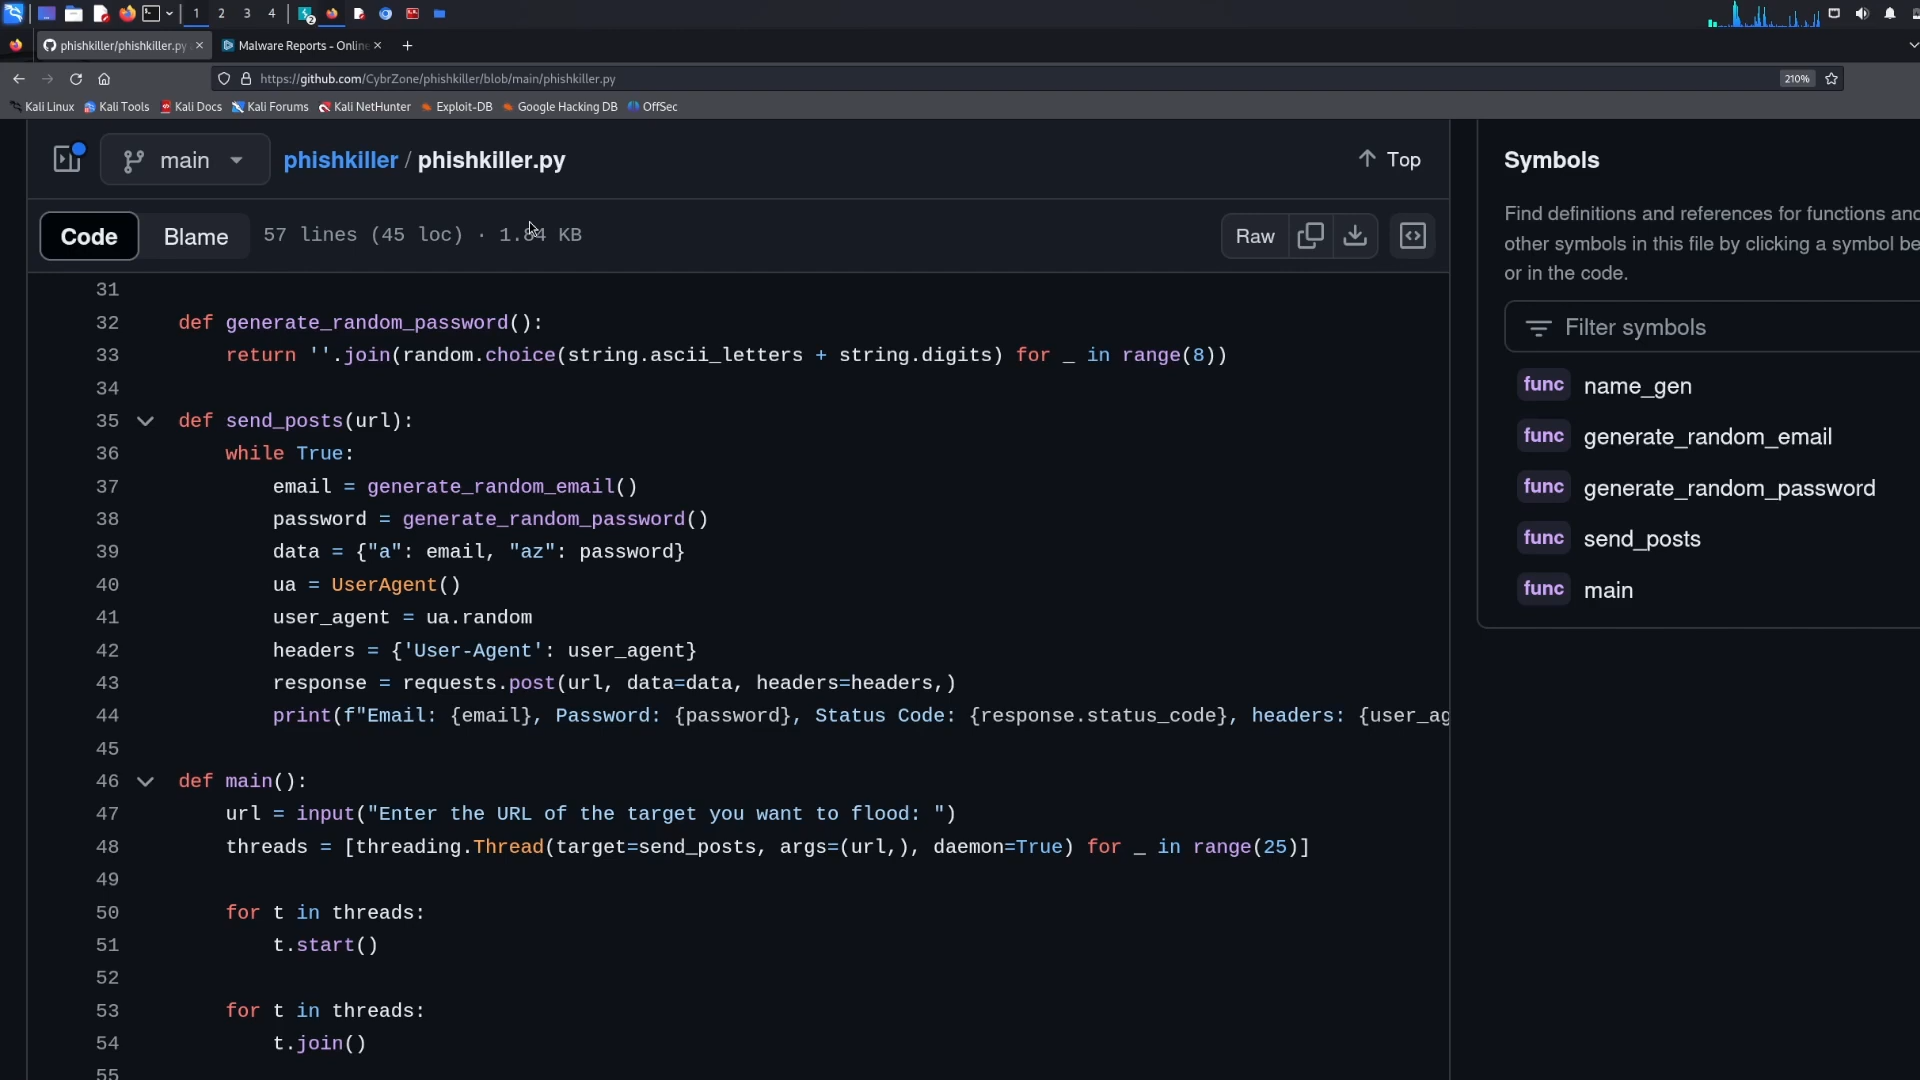 1 2 3 4 2
phishkiller/phishkiller.py
Malware Reports - Online
https://github.com/CybrZone/phishkiller/blob/main/phishkiller.py
210%
Kali Linux Kali Tools Kali Docs Kali Forums Kali NetHunter Exploit-DB Google Hacking DB OffSec
main
phishkiller / phishkiller.py
Top
Code Blame 57 lines (45 loc) · 1.84 KB
Raw
31
32 def generate_random_password():
33 return ''.join(random.choice(string.ascii_letters + string.digits) for _ in range(8))
34
35 def send_posts(url):
36 while True:
37 email = generate_random_email()
38 password = generate_random_password()
39 data = {"a": email, "az": password}
40 ua = UserAgent()
41 user_agent = ua.random
42 headers = {'User-Agent': user_agent}
43 response = requests.post(url, data=data, headers=headers,)
44 print(f"Email: {email}, Password: {password}, Status Code: {response.status_code}, headers: {user_ag
45
46 def main():
47 url = input("Enter the URL of the target you want to flood: ")
48 threads = [threading.Thread(target=send_posts, args=(url,), daemon=True) for _ in range(25)]
49
50 for t in threads:
51 t.start()
52
53 for t in threads:
54 t.join()
55
Symbols
Find definitions and references for functions and
other symbols in this file by clicking a symbol be
or in the code.
Filter symbols
func name_gen
func generate_random_email
func generate_random_password
func send_posts
func main